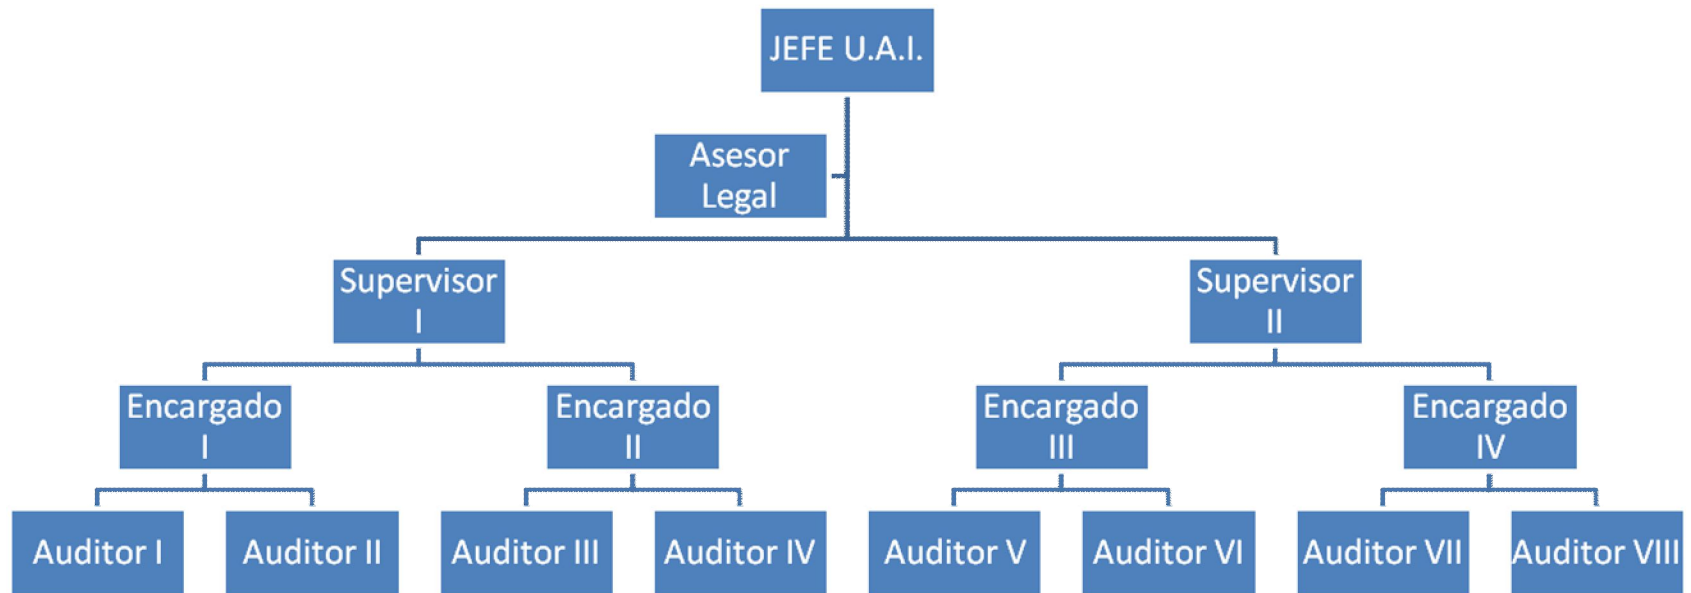 JEFE U.A.I.
Asesor
Legal
Supervisor
I
Supervisor
II
Encargado
I
Encargado
II
Encargado
III
Encargado
IV
Auditor I
Auditor II
Auditor III
Auditor IV
Auditor V
Auditor VI
Auditor VII
Auditor VIII